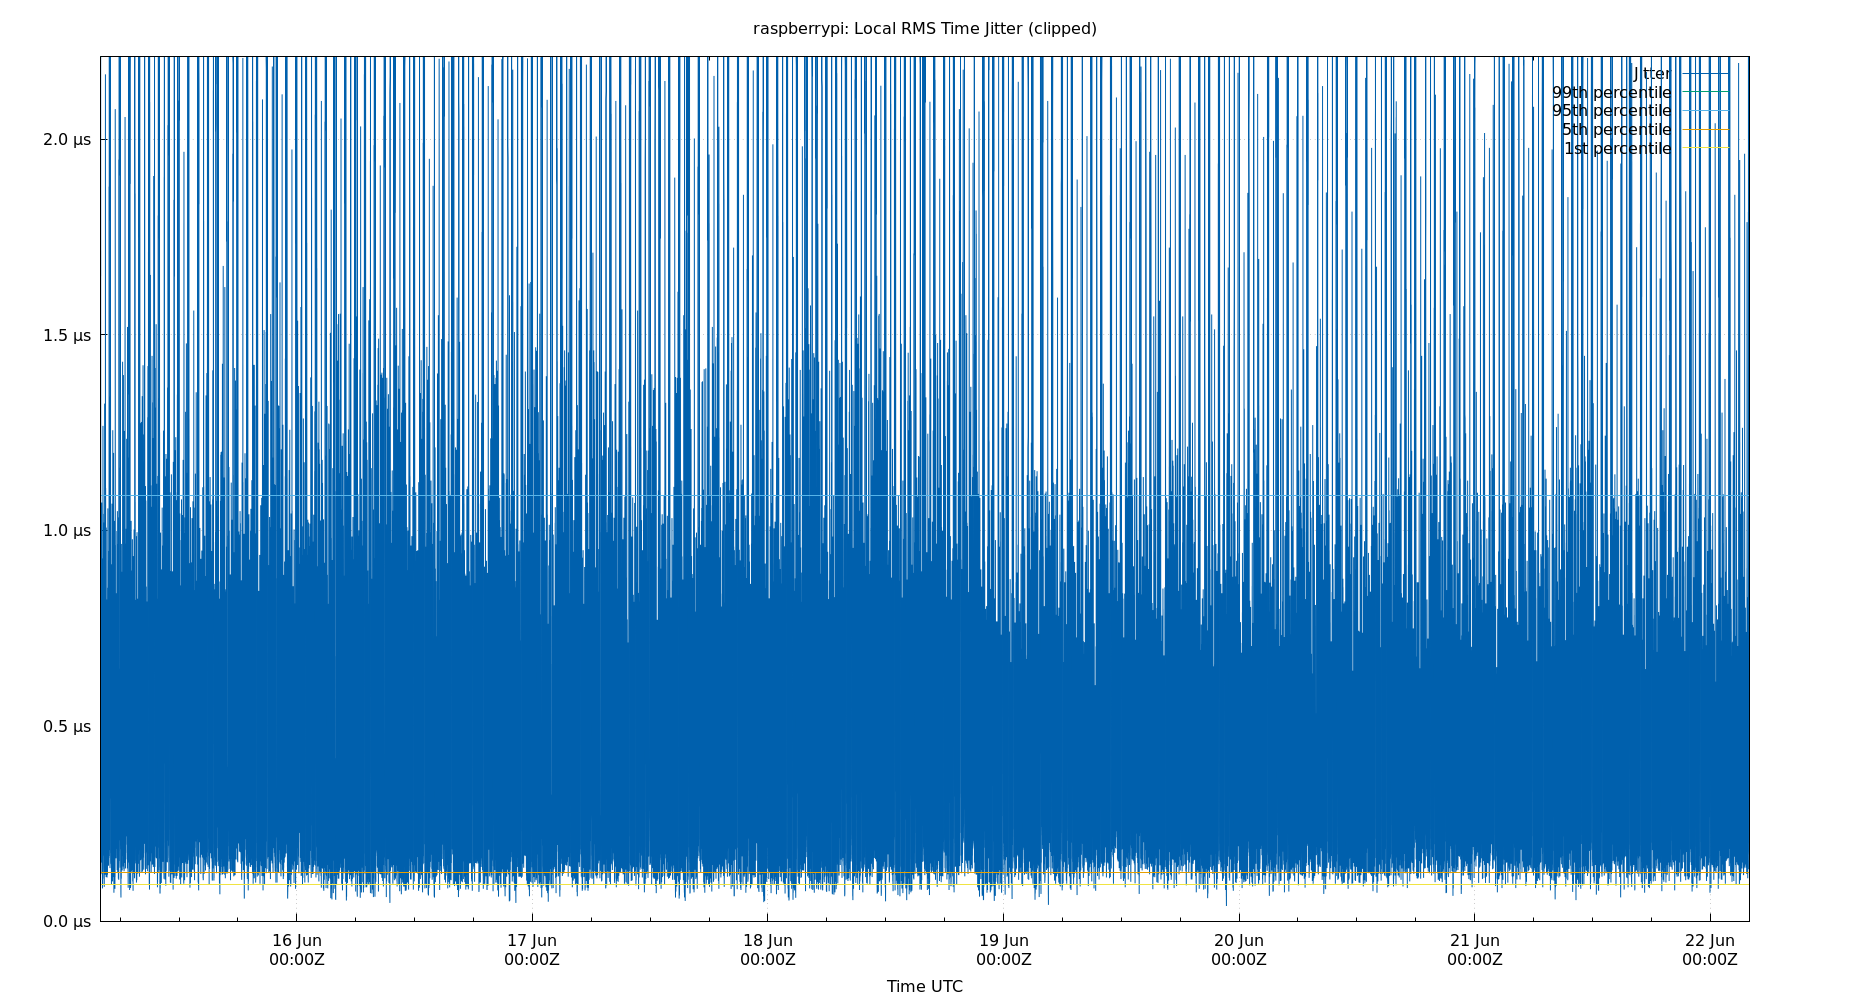 raspberrypi: Local RMS Time Jitter (clipped)
Jitter
99th percentile
95th percentile
5th percentile
1st percentile
2.0 µs
1.5 µs
1.0 µs
0.5 µs
0.0 µs
16 Jun 17 Jun 18 Jun 19 Jun 20 Jun 21 Jun 22 Jun
00:00Z 00:00Z 00:00Z 00:00Z 00:00Z 00:00Z 00:00Z
Time UTC